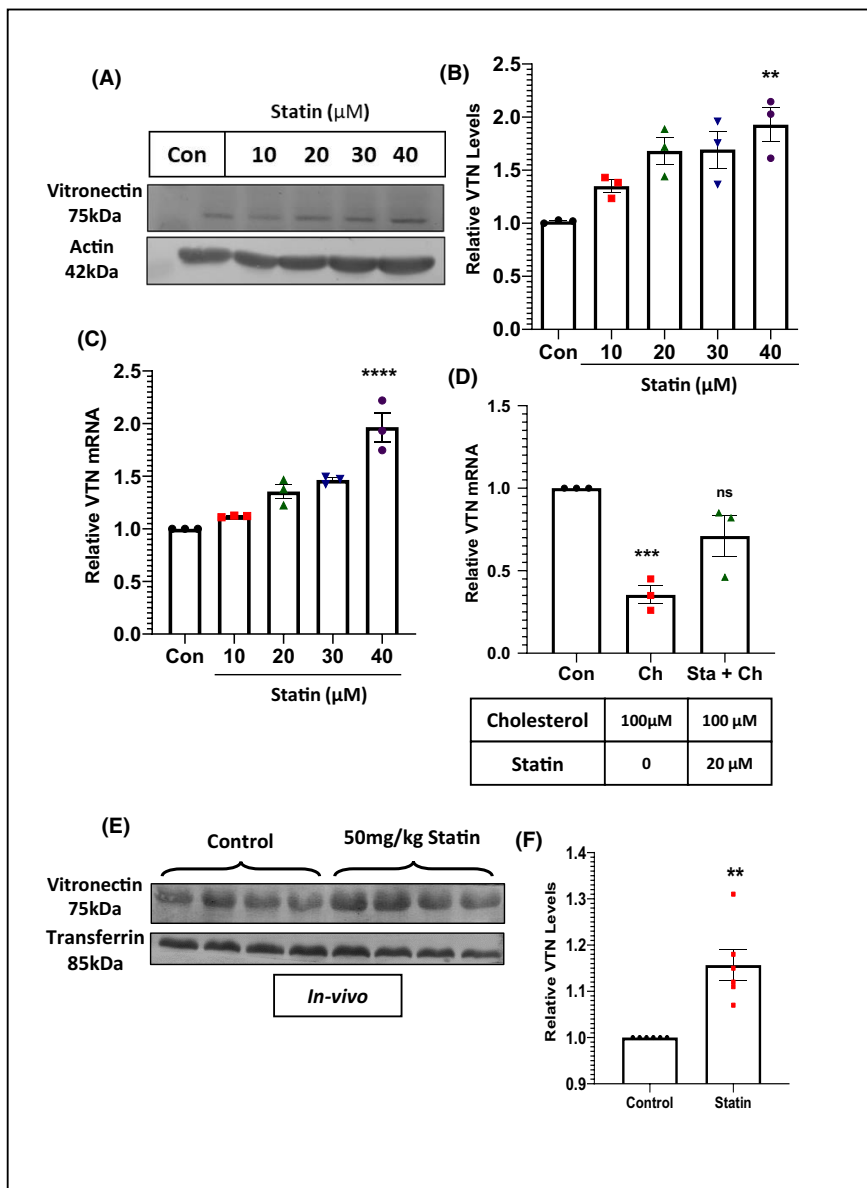 (A)
Statin (µM)
Con 10 20 30 40
Vitronectin
75kDa
Actin
42kDa
(B)
Relative VTN Levels
2.5
2.0
1.5
1.0
0.5
0.0
**
Con 10 20 30 40
Statin (µM)
(C)
Relative VTN mRNA
2.5
2.0
1.5
1.0
0.5
0.0
****
Con 10 20 30 40
Statin (µM)
(D)
Relative VTN mRNA
1.5
1.0
0.5
0.0
***
ns
Con Ch Sta + Ch
Cholesterol 100µM 100 µM
Statin 0 20 µM
(E)
Control 50mg/kg Statin
Vitronectin
75kDa
Transferrin
85kDa
In-vivo
(F)
Relative VTN Levels
1.4
1.3
1.2
1.1
1.0
0.9
**
Control Statin